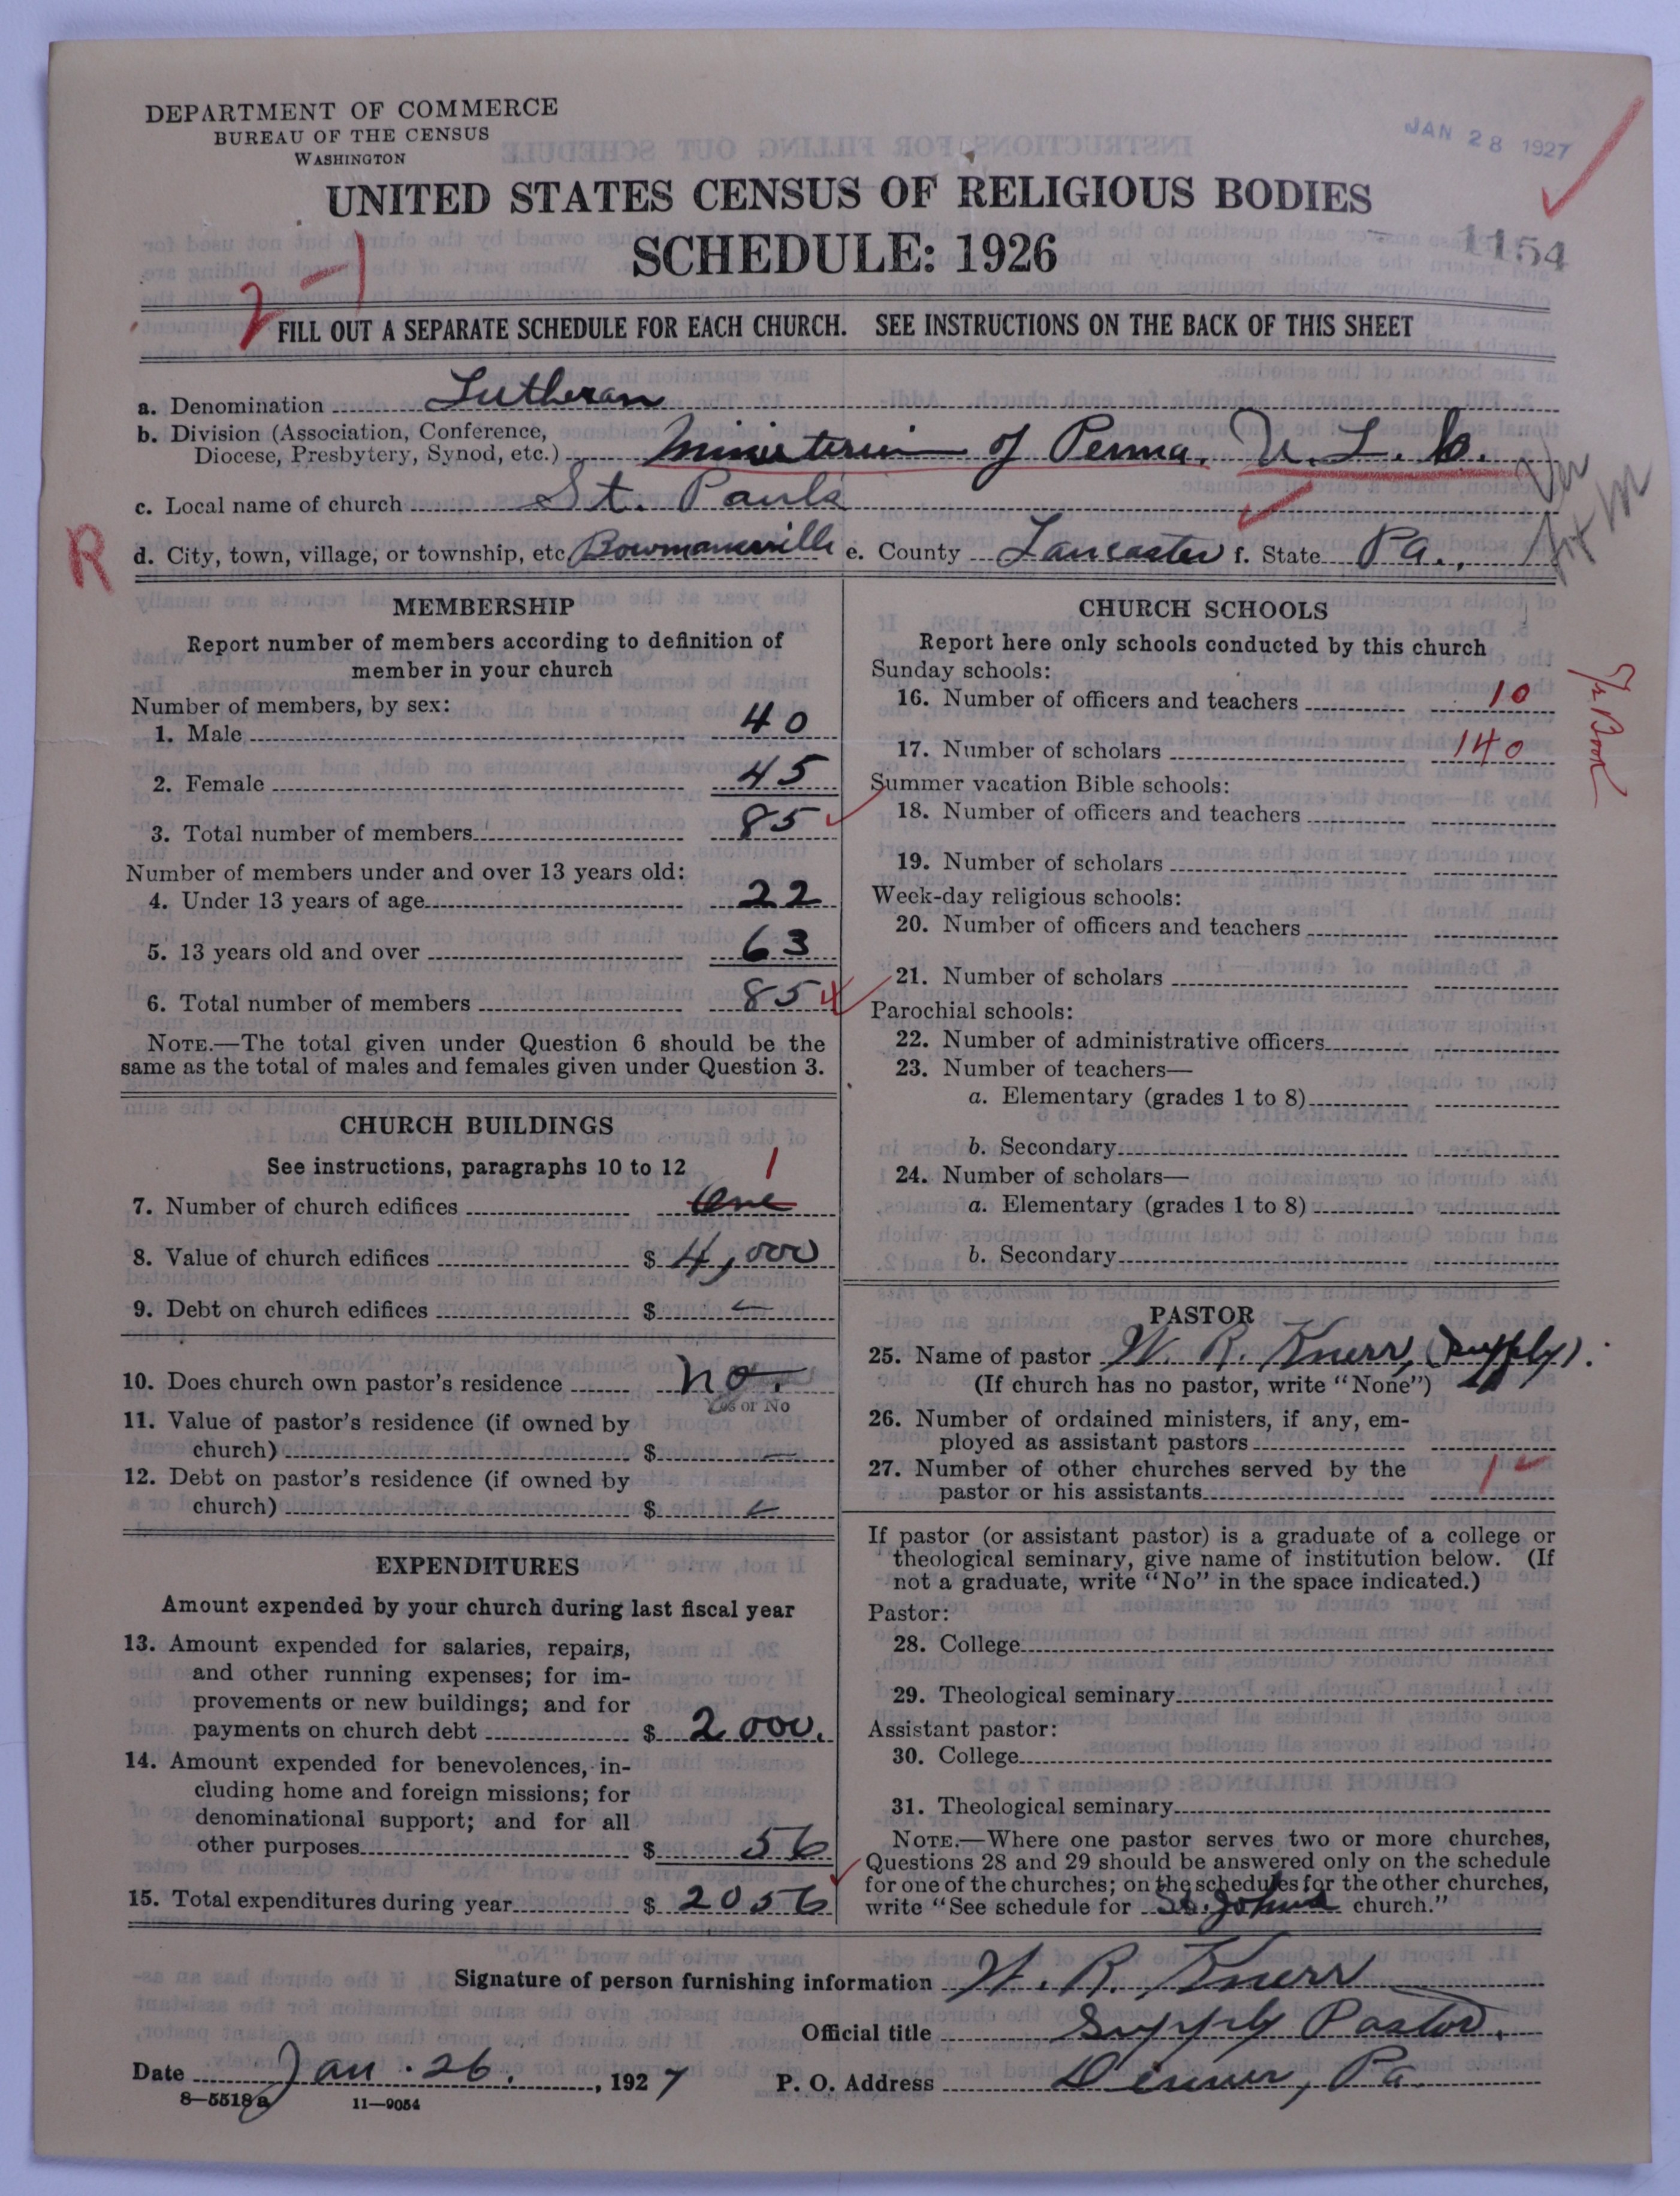 DEPARTMENT OF COMMERCE
BUREAU OF THE CENSUS
WASHINGTON
JAN 28 1927
UNITED STATES CENSUS OF RELIGIOUS BODIES
SCHEDULE: 1926
1154
2-1
FILL OUT A SEPARATE SCHEDULE FOR EACH CHURCH. SEE INSTRUCTIONS ON THE BACK OF THIS SHEET
a. Denomination Lutheran
b. Division (Association, Conference,
Diocese, Presbytery, Synod, etc.) Ministerium of Penna. U. L. C.
c. Local name of church St. Pauls
R
d. City, town, village, or township, etc Bowmansville e. County Lancaster f. State Pa.,
MEMBERSHIP
Report number of members according to definition of
member in your church
Number of members, by sex:
1. Male 40
2. Female 45
3. Total number of members 85
Number of members under and over 13 years old:
4. Under 13 years of age 22
5. 13 years old and over 63
6. Total number of members 85
NOTE.—The total given under Question 6 should be the
same as the total of males and females given under Question 3.
CHURCH BUILDINGS
See instructions, paragraphs 10 to 12
1
7. Number of church edifices One
8. Value of church edifices $ 4,000
9. Debt on church edifices $ —
10. Does church own pastor's residence No.
Yes or No
11. Value of pastor's residence (if owned by
church) $ —
12. Debt on pastor's residence (if owned by
church) $ —
EXPENDITURES
Amount expended by your church during last fiscal year
13. Amount expended for salaries, repairs,
and other running expenses; for im-
provements or new buildings; and for
payments on church debt $ 2000.
14. Amount expended for benevolences, in-
cluding home and foreign missions; for
denominational support; and for all
other purposes $ 56
15. Total expenditures during year $ 2056
CHURCH SCHOOLS
Report here only schools conducted by this church
Sunday schools:
16. Number of officers and teachers 10
17. Number of scholars 140
Yr Book
Summer vacation Bible schools:
18. Number of officers and teachers
19. Number of scholars
Week-day religious schools:
20. Number of officers and teachers
21. Number of scholars
Parochial schools:
22. Number of administrative officers
23. Number of teachers—
a. Elementary (grades 1 to 8)
b. Secondary
24. Number of scholars—
a. Elementary (grades 1 to 8)
b. Secondary
PASTOR
25. Name of pastor W. R. Knerr, (Supply).
(If church has no pastor, write "None")
26. Number of ordained ministers, if any, em-
ployed as assistant pastors
27. Number of other churches served by the
pastor or his assistants 1
If pastor (or assistant pastor) is a graduate of a college or
theological seminary, give name of institution below. (If
not a graduate, write "No" in the space indicated.)
Pastor:
28. College
29. Theological seminary
Assistant pastor:
30. College
31. Theological seminary
NOTE.—Where one pastor serves two or more churches,
Questions 28 and 29 should be answered only on the schedule
for one of the churches; on the schedules for the other churches,
write "See schedule for St. Johns church."
Signature of person furnishing information W. R. Knerr
Official title Supply Pastor.
Date Jan. 26., 1927 P. O. Address Denver, Pa.
8—5518a 11—9054